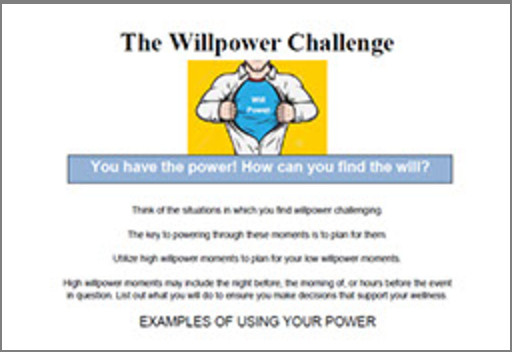 The Willpower Challenge
Will
Power
You have the power! How can you find the will?
Think of the situations in which you find willpower challenging.
The key to powering through these moments is to plan for them.
Utilize high willpower moments to plan for your low willpower moments.
High willpower moments may include the night before, the morning of, or hours before the event
in question. List out what you will do to ensure you make decisions that support your wellness.
EXAMPLES OF USING YOUR POWER